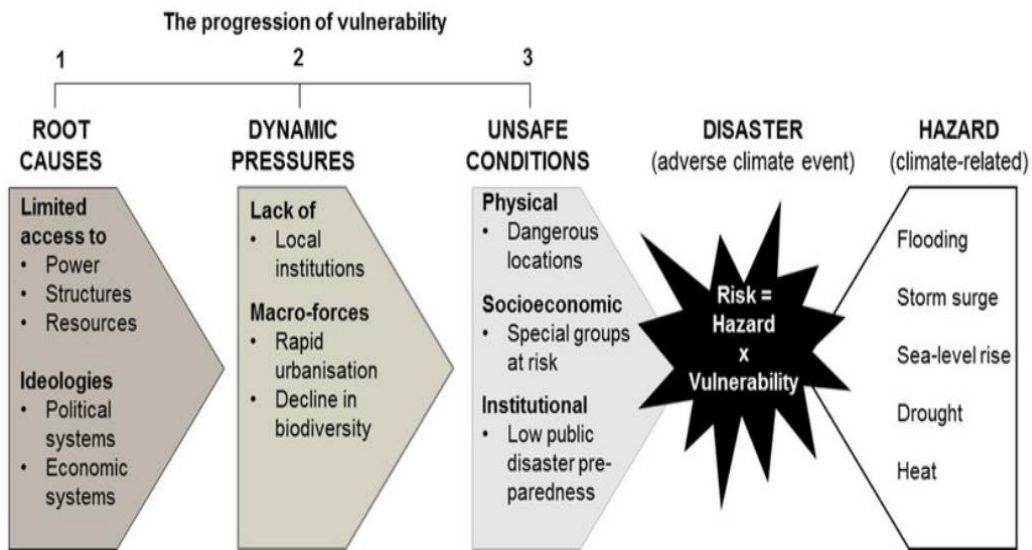 The progression of vulnerability
1 2 3
ROOT
CAUSES
DYNAMIC
PRESSURES
UNSAFE
CONDITIONS
DISASTER
(adverse climate event)
HAZARD
(climate-related)
Limited
access to
• Power
• Structures
• Resources
Ideologies
• Political
systems
• Economic
systems
Lack of
• Local
institutions
Macro-forces
• Rapid
urbanisation
• Decline in
biodiversity
Physical
• Dangerous
locations
Socioeconomic
• Special groups
at risk
Institutional
• Low public
disaster pre-
paredness
Risk =
Hazard
x
Vulnerability
Flooding
Storm surge
Sea-level rise
Drought
Heat